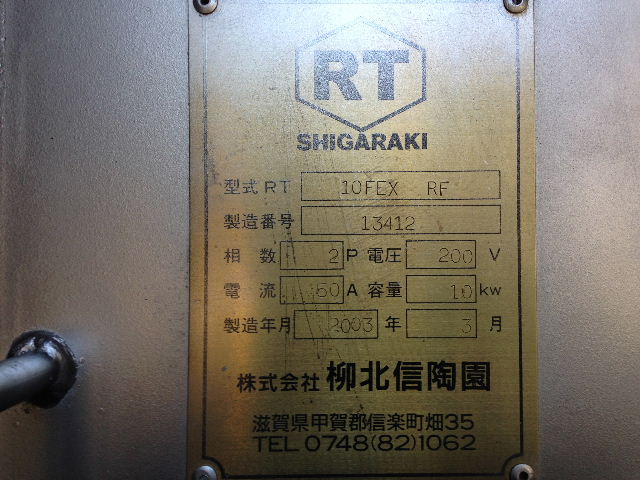 RT
SHIGARAKI
型式RT 10FEX RF
製造番号 13412
相数 2 P 電圧 200 V
電流 50 A 容量 10 kw
製造年月 2003 年 3 月
株式会社 柳北信陶園
滋賀県甲賀郡信楽町畑35
TEL 0748(82)1062